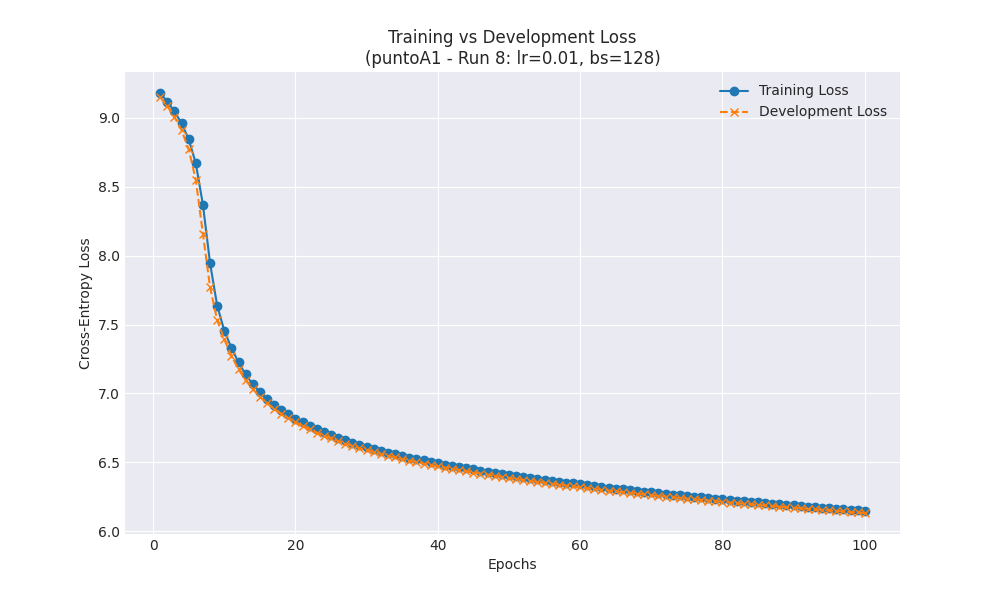 Training vs Development Loss
(puntoA1 - Run 8: lr=0.01, bs=128)
Training Loss
Development Loss
Cross-Entropy Loss
9.0
8.5
8.0
7.5
7.0
6.5
6.0
0 20 40 60 80 100
Epochs